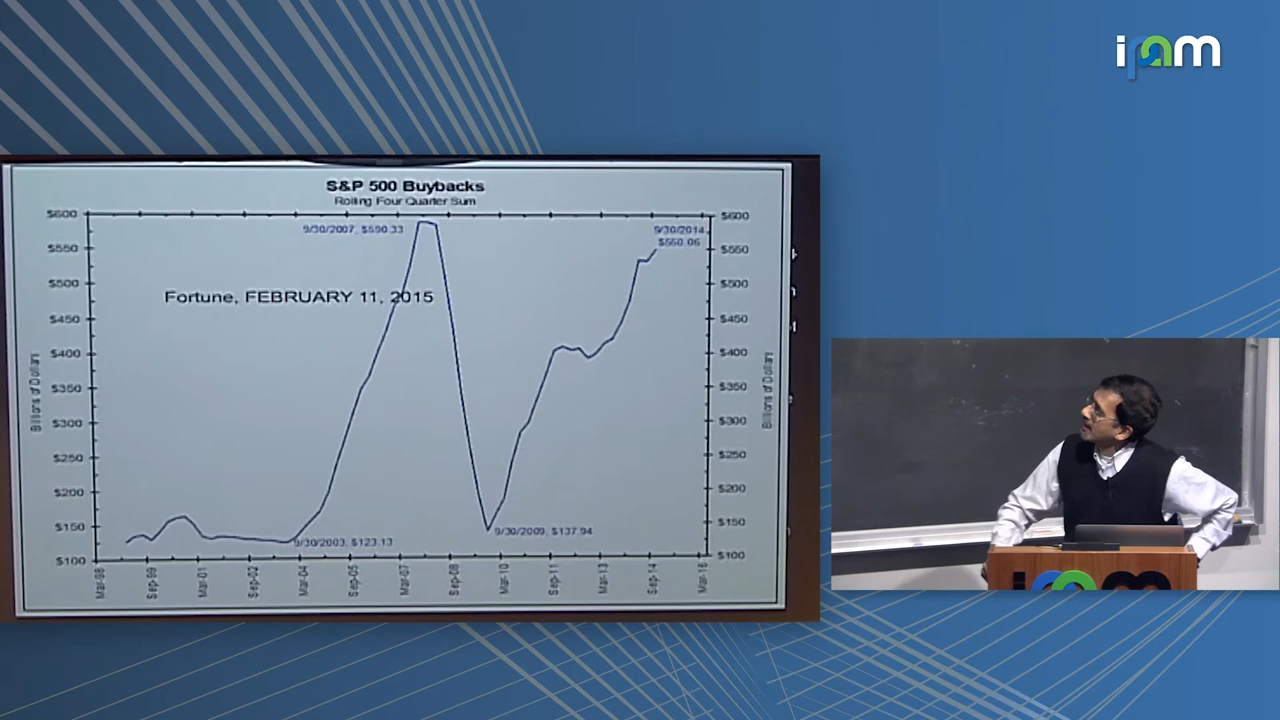 ipam
S&P 500 Buybacks
Rolling Four Quarter Sum
$600
$550
$500
$450
$400
$350
$300
$250
$200
$150
$100
Billions of Dollars
9/30/2007, $590.33
9/30/2014,
$550.06
Fortune, FEBRUARY 11, 2015
9/30/2003, $123.13
9/30/2009, $137.94
$600
$550
$500
$450
$400
$350
$300
$250
$200
$150
$100
Billions of Dollars
Mar-98
Sep-99
Mar-01
Sep-02
Mar-04
Sep-05
Mar-07
Sep-08
Mar-10
Sep-11
Mar-13
Sep-14
Mar-16
ipam